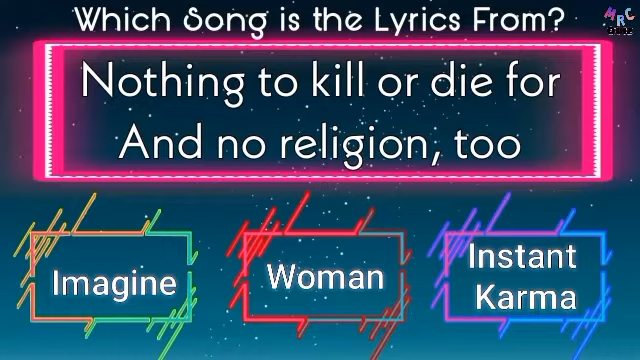 Which Song is the Lyrics From?
MRC
Nothing to kill or die for
And no religion, too
Imagine
Woman
Instant
Karma